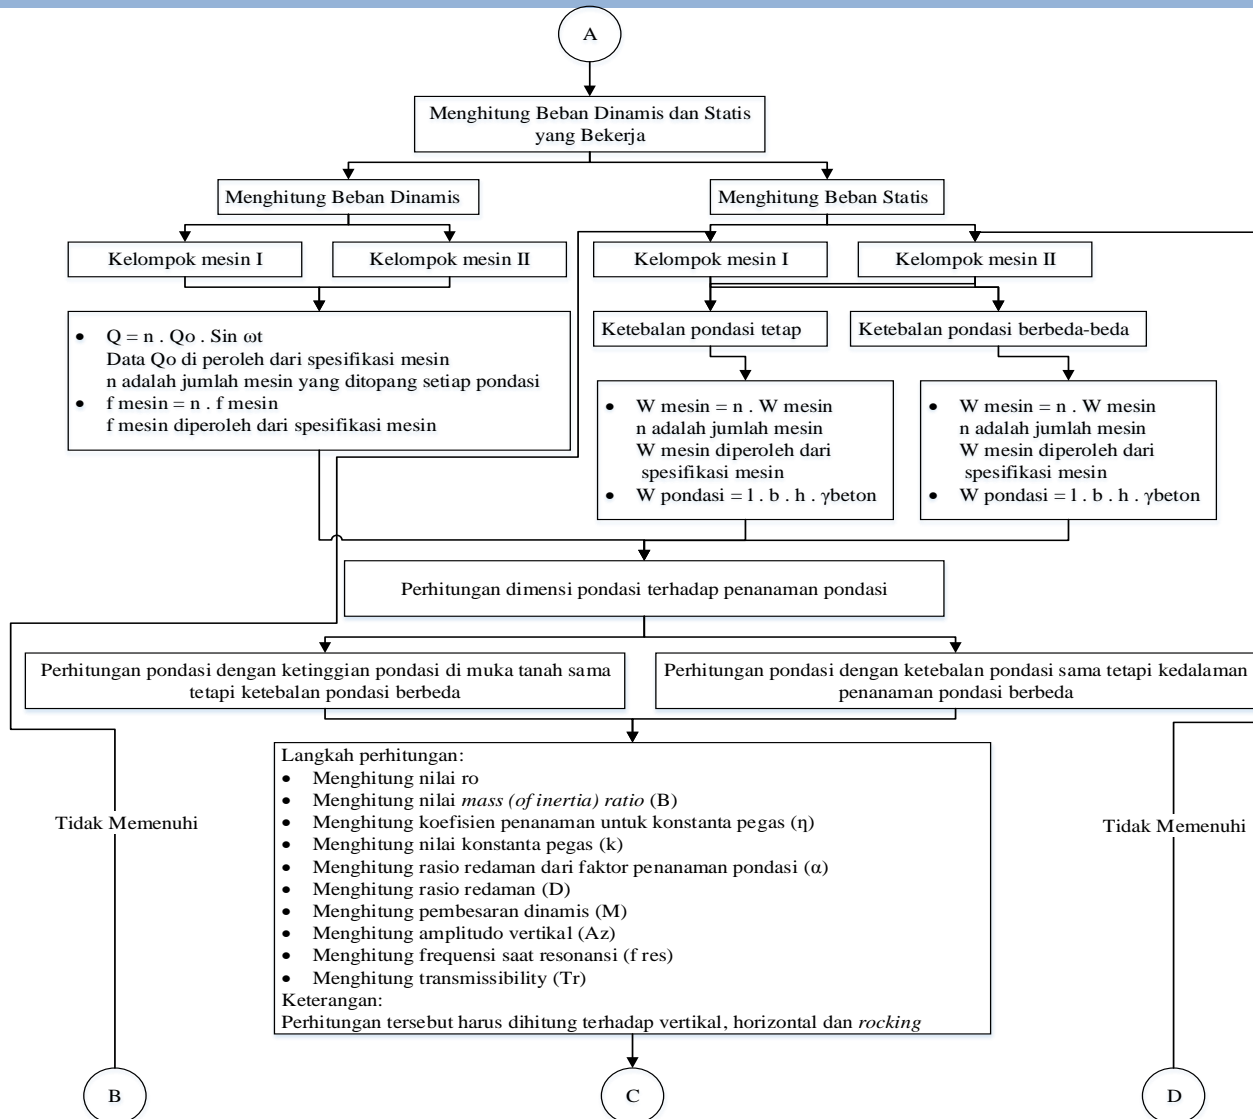 A
Menghitung Beban Dinamis dan Statis
yang Bekerja
Menghitung Beban Dinamis
Menghitung Beban Statis
Kelompok mesin I
Kelompok mesin II
Kelompok mesin I
Kelompok mesin II
• Q = n . Qo . Sin ωt
Data Qo di peroleh dari spesifikasi mesin
n adalah jumlah mesin yang ditopang setiap pondasi
• f mesin = n . f mesin
f mesin diperoleh dari spesifikasi mesin
Ketebalan pondasi tetap
Ketebalan pondasi berbeda-beda
• W mesin = n . W mesin
n adalah jumlah mesin
W mesin diperoleh dari
spesifikasi mesin
• W pondasi = l . b . h . γbeton
• W mesin = n . W mesin
n adalah jumlah mesin
W mesin diperoleh dari
spesifikasi mesin
• W pondasi = l . b . h . γbeton
Perhitungan dimensi pondasi terhadap penanaman pondasi
Perhitungan pondasi dengan ketinggian pondasi di muka tanah sama
tetapi ketebalan pondasi berbeda
Perhitungan pondasi dengan ketebalan pondasi sama tetapi kedalaman
penanaman pondasi berbeda
Langkah perhitungan:
• Menghitung nilai ro
• Menghitung nilai mass (of inertia) ratio (B)
• Menghitung koefisien penanaman untuk konstanta pegas (η)
• Menghitung nilai konstanta pegas (k)
• Menghitung rasio redaman dari faktor penanaman pondasi (α)
• Menghitung rasio redaman (D)
• Menghitung pembesaran dinamis (M)
• Menghitung amplitudo vertikal (Az)
• Menghitung frekuensi saat resonansi (f res)
• Menghitung transmissibility (Tr)
Keterangan:
Perhitungan tersebut harus dihitung terhadap vertikal, horizontal dan rocking
Tidak Memenuhi
Tidak Memenuhi
B
C
D